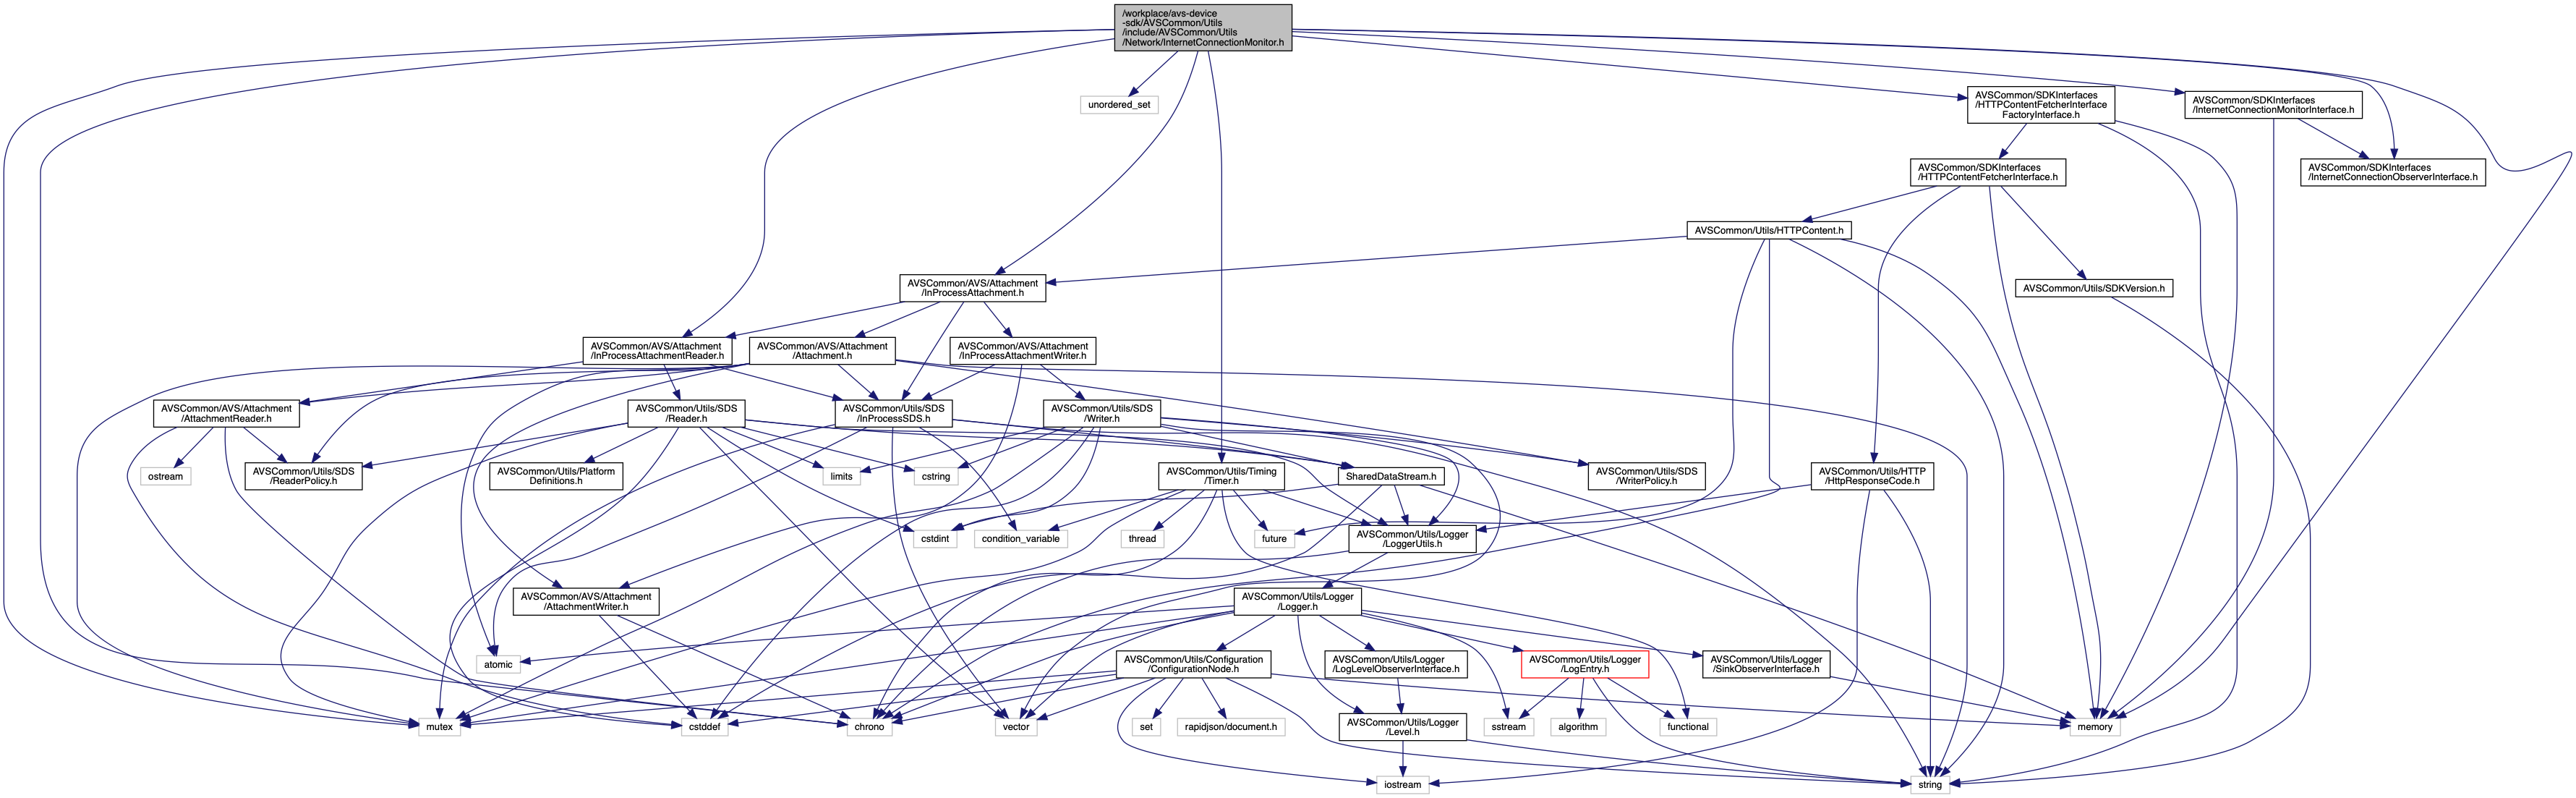 /workplace/avs-device
-sdk/AVSCommon/Utils
/include/AVSCommon/Utils
/Network/InternetConnectionMonitor.h
unordered_set
AVSCommon/SDKInterfaces
/HTTPContentFetcherInterface
FactoryInterface.h
AVSCommon/SDKInterfaces
/InternetConnectionMonitorInterface.h
AVSCommon/SDKInterfaces
/HTTPContentFetcherInterface.h
AVSCommon/SDKInterfaces
/InternetConnectionObserverInterface.h
AVSCommon/Utils/HTTPContent.h
AVSCommon/AVS/Attachment
/InProcessAttachment.h
AVSCommon/Utils/SDKVersion.h
AVSCommon/AVS/Attachment
/InProcessAttachmentReader.h
AVSCommon/AVS/Attachment
/Attachment.h
AVSCommon/AVS/Attachment
/InProcessAttachmentWriter.h
AVSCommon/AVS/Attachment
/AttachmentReader.h
AVSCommon/Utils/SDS
/Reader.h
AVSCommon/Utils/SDS
/InProcessSDS.h
AVSCommon/Utils/SDS
/Writer.h
ostream
AVSCommon/Utils/SDS
/ReaderPolicy.h
AVSCommon/Utils/Platform
Definitions.h
limits
cstring
AVSCommon/Utils/Timing
/Timer.h
SharedDataStream.h
AVSCommon/Utils/SDS
/WriterPolicy.h
AVSCommon/Utils/HTTP
/HttpResponseCode.h
cstdint
condition_variable
thread
future
AVSCommon/Utils/Logger
/LoggerUtils.h
AVSCommon/AVS/Attachment
/AttachmentWriter.h
AVSCommon/Utils/Logger
/Logger.h
atomic
AVSCommon/Utils/Configuration
/ConfigurationNode.h
AVSCommon/Utils/Logger
/LogLevelObserverInterface.h
AVSCommon/Utils/Logger
/LogEntry.h
AVSCommon/Utils/Logger
/SinkObserverInterface.h
mutex
cstddef
chrono
vector
set
rapidjson/document.h
AVSCommon/Utils/Logger
/Level.h
sstream
algorithm
functional
memory
iostream
string